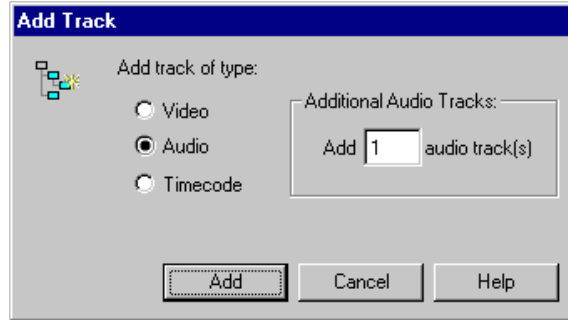 Add Track
Add track of type:
Video
Audio
Timecode
Additional Audio Tracks:
Add 1 audio track(s)
Add Cancel Help